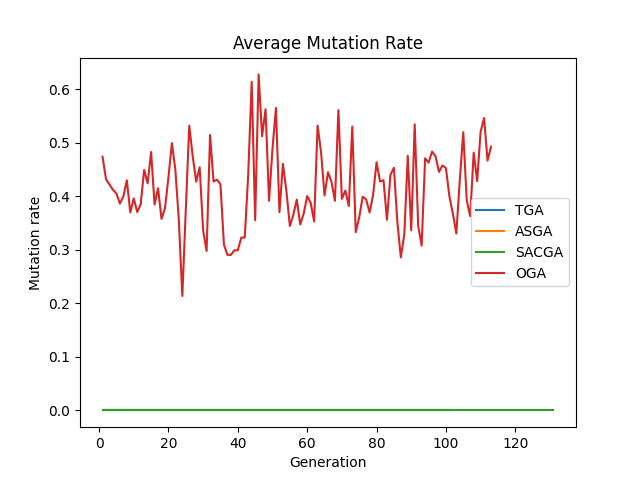 Average Mutation Rate
Mutation rate
0.6
0.5
0.4
0.3
0.2
0.1
0.0
TGA
ASGA
SACGA
OGA
0 20 40 60 80 100 120
Generation